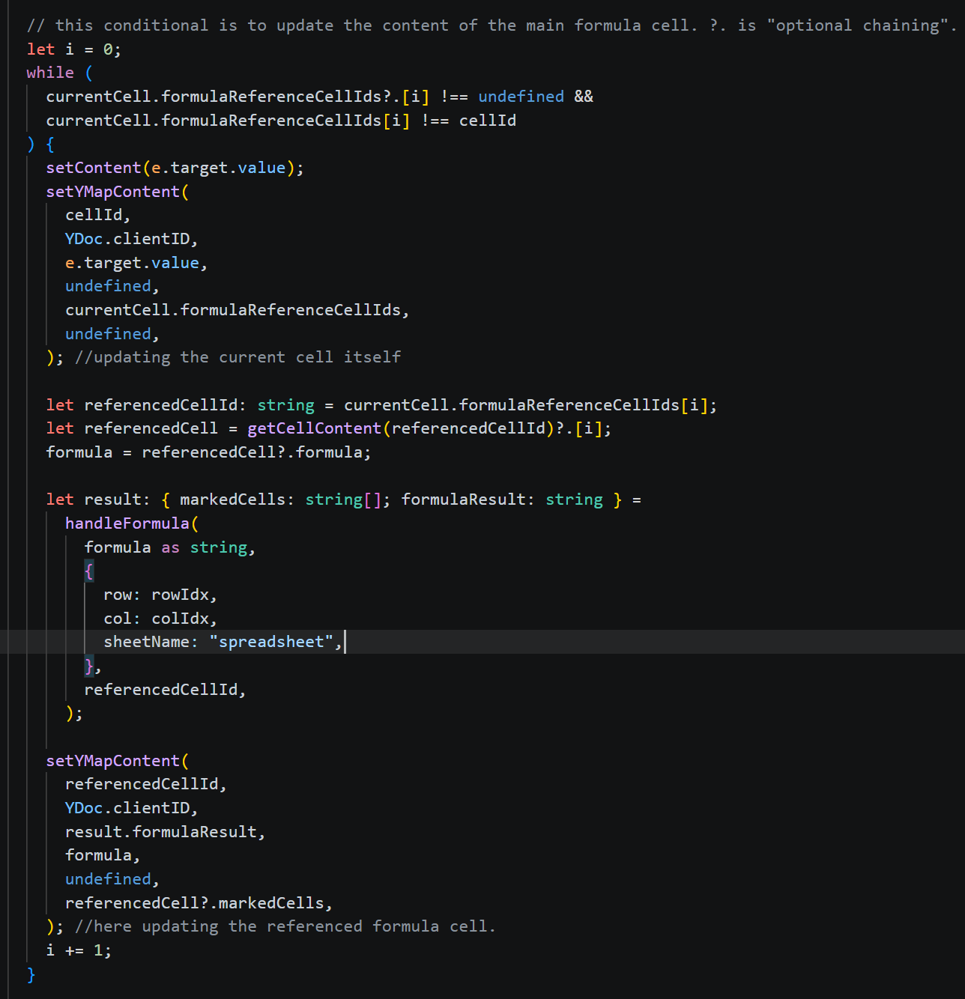 // this conditional is to update the content of the main formula cell. ?. is "optional chaining".
let i = 0;
while (
  currentCell.formulaReferenceCellIds?.[i] !== undefined &&
  currentCell.formulaReferenceCellIds[i] !== cellId
) {
  setContent(e.target.value);
  setYMapContent(
    cellId,
    YDoc.clientID,
    e.target.value,
    undefined,
    currentCell.formulaReferenceCellIds,
    undefined,
  ); //updating the current cell itself

  let referencedCellId: string = currentCell.formulaReferenceCellIds[i];
  let referencedCell = getCellContent(referencedCellId)?.[i];
  formula = referencedCell?.formula;

  let result: { markedCells: string[]; formulaResult: string } =
    handleFormula(
      formula as string,
      {
        row: rowIdx,
        col: colIdx,
        sheetName: "spreadsheet",
      },
      referencedCellId,
    );

  setYMapContent(
    referencedCellId,
    YDoc.clientID,
    result.formulaResult,
    formula,
    undefined,
    referencedCell?.markedCells,
  ); //here updating the referenced formula cell.
  i += 1;
}